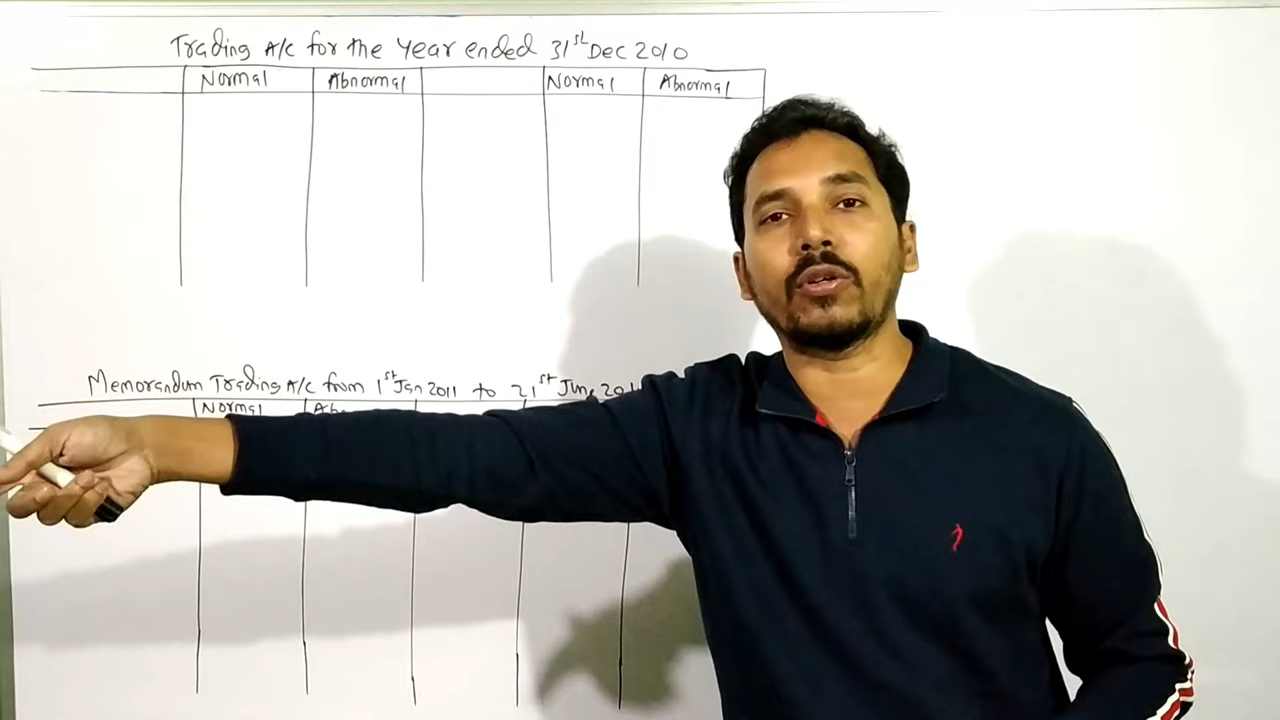 Trading A/c for the Year ended 31st Dec 2010
Normal Abnormal Normal Abnormal
Memorandum Trading A/c from 1st Jan 2011 to 21st Jun
Normal